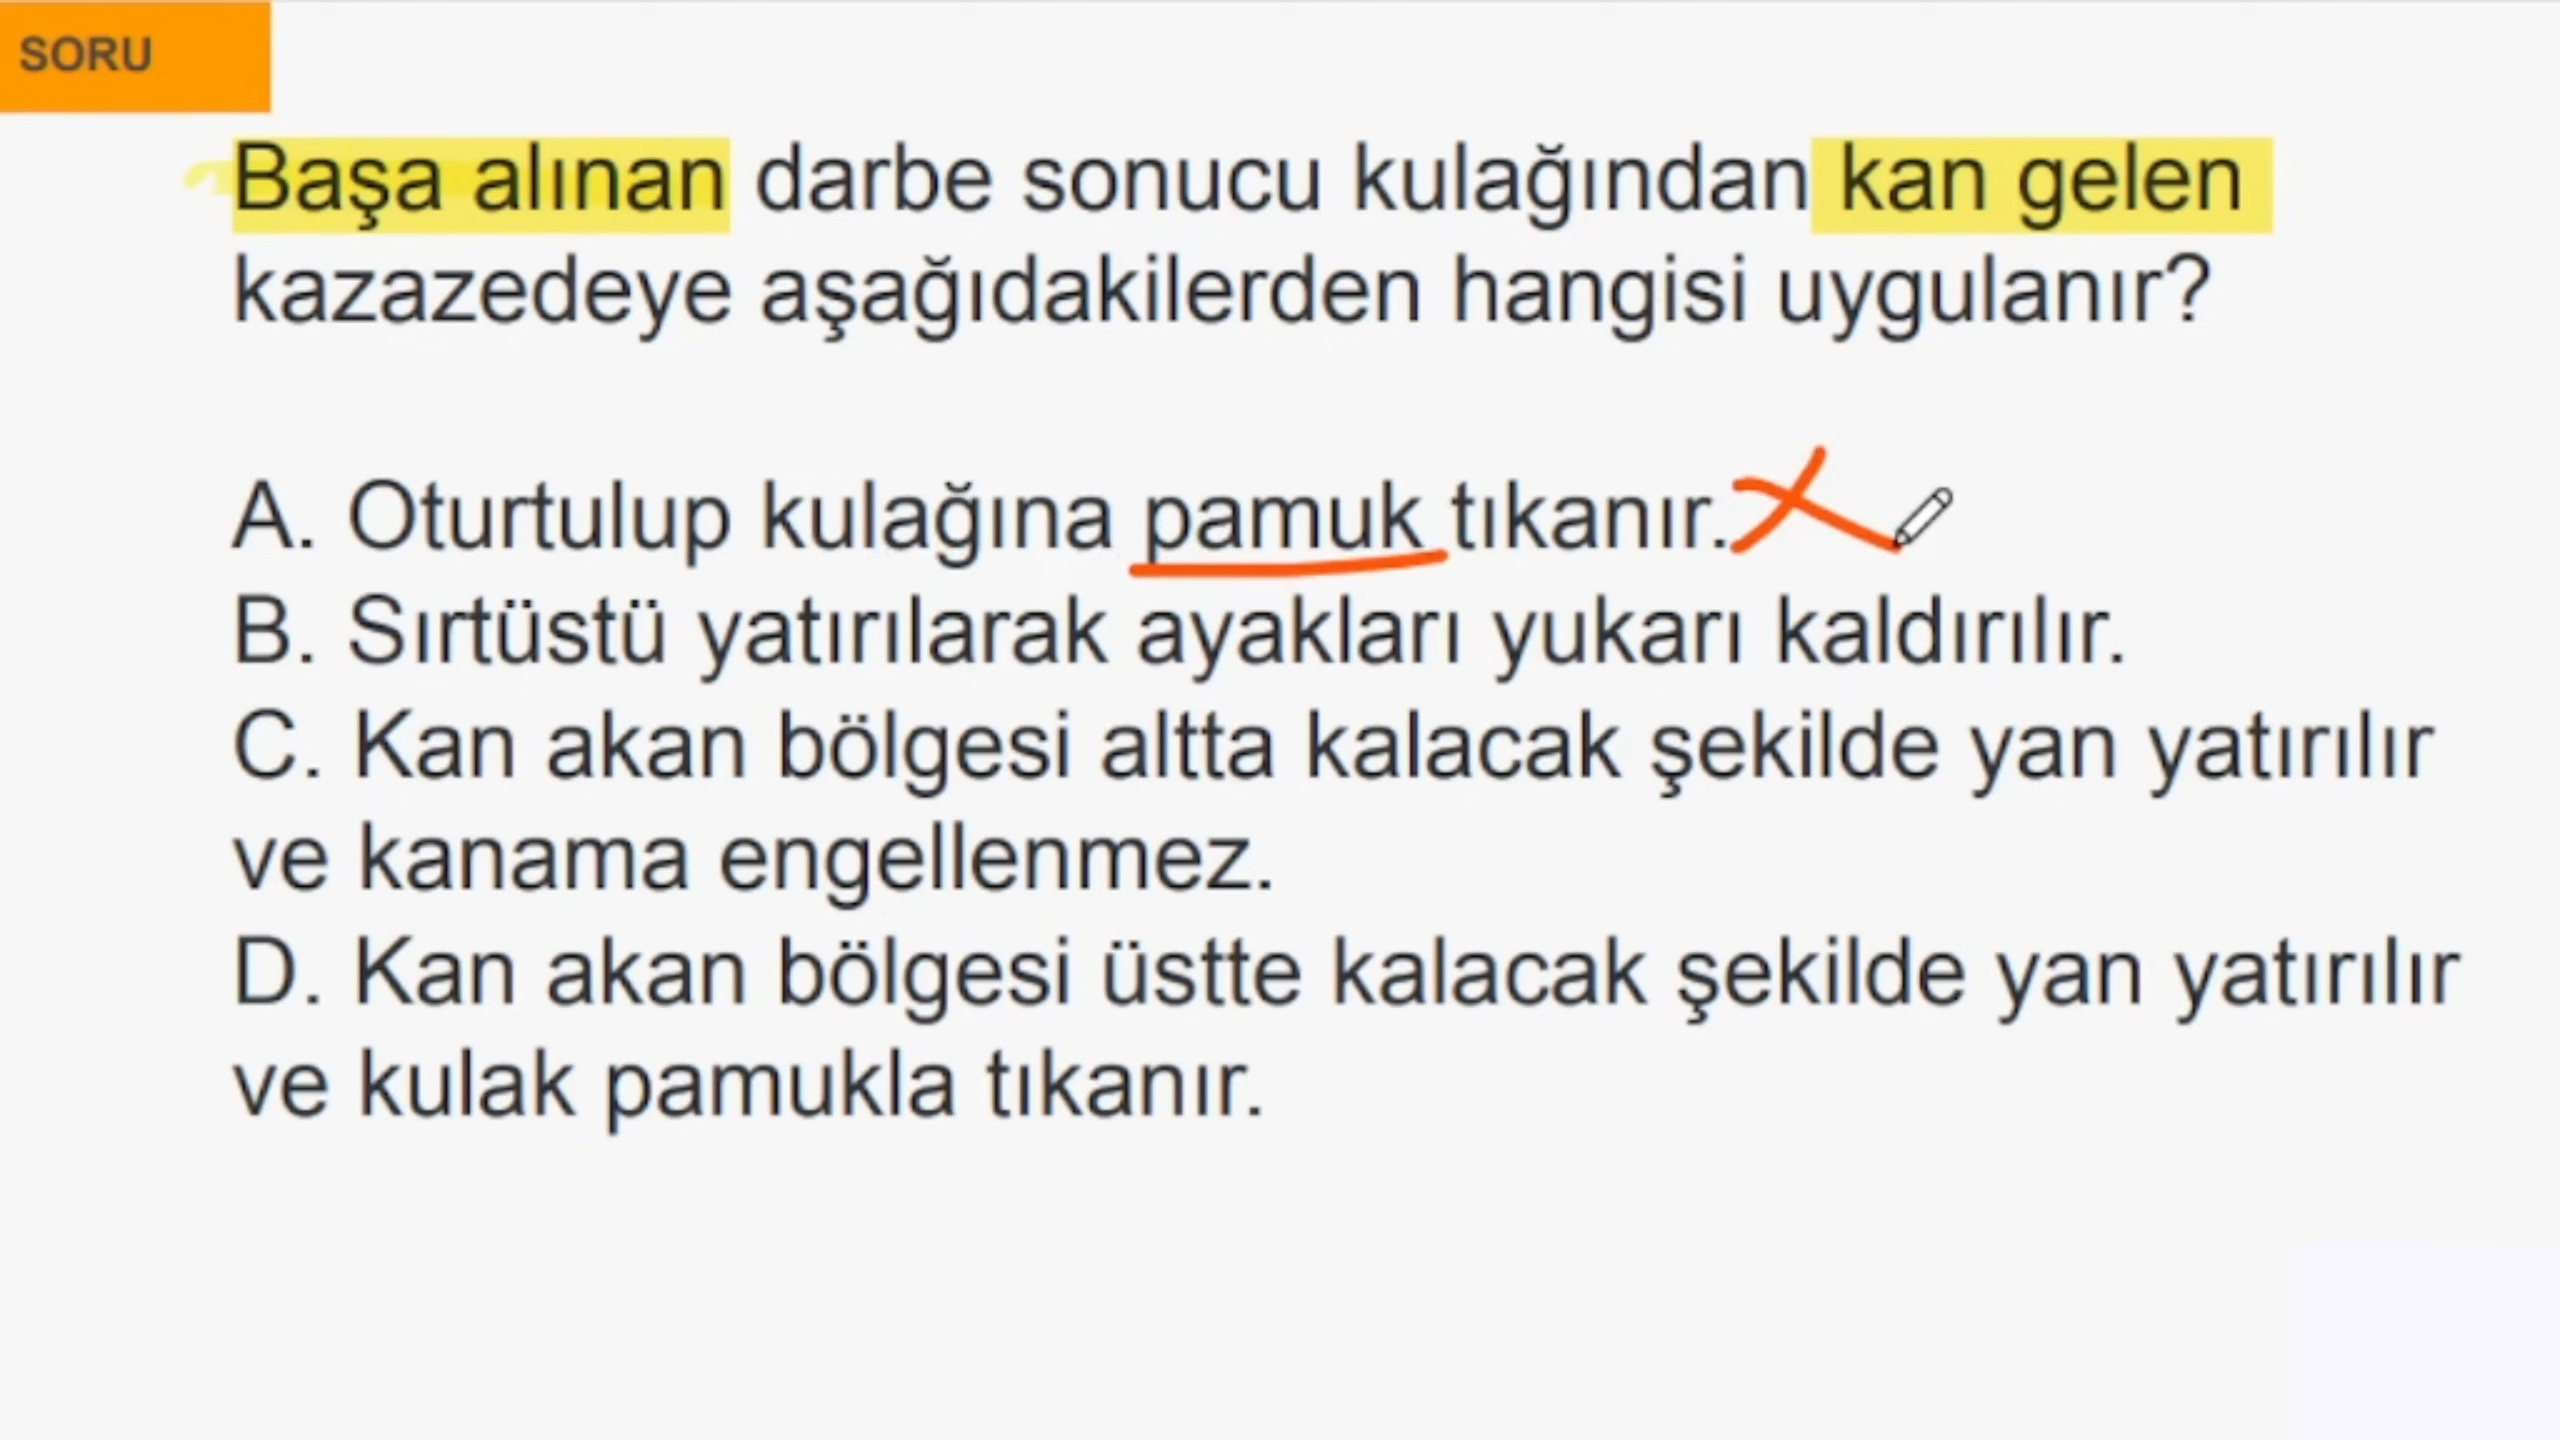 SORU
Başa alınan darbe sonucu kulağından kan gelen
kazazedeye aşağıdakilerden hangisi uygulanır?
A. Oturtulup kulağına pamuk tıkanır.
B. Sırtüstü yatırılarak ayakları yukarı kaldırılır.
C. Kan akan bölgesi altta kalacak şekilde yan yatırılır
ve kanama engellenmez.
D. Kan akan bölgesi üstte kalacak şekilde yan yatırılır
ve kulak pamukla tıkanır.